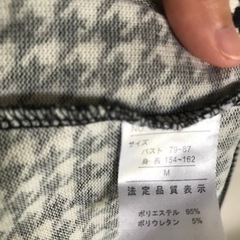 サイズ
バスト 79-87
身 長 154-162
M
法定品質表示
ポリエステル 95%
ポリウレタン 5%